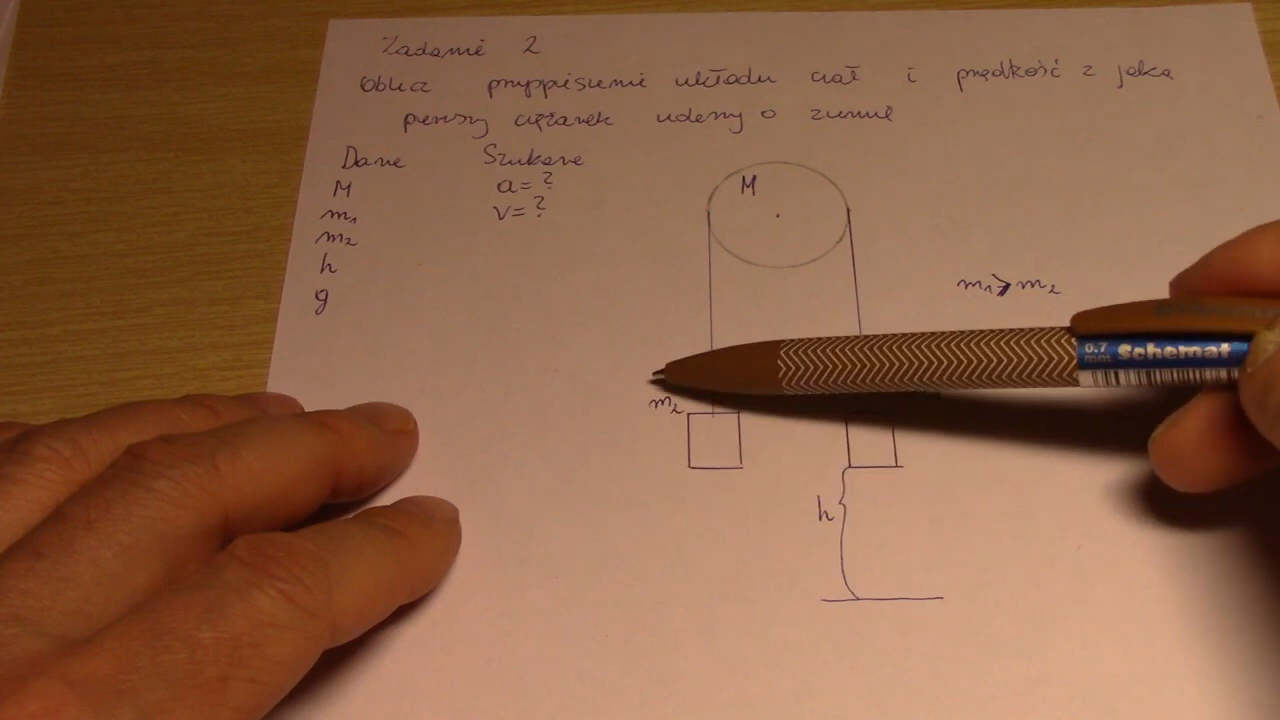 Zadanie 2
Oblicz przyspieszenie układu ciał i prędkość z jaką
pierwszy ciężarek uderzy o ziemię
Dane Szukane
M a=?
m₁ v=?
m₂
h
g
M
m₁>m₂
0.7 mm Schemat
m₂
h